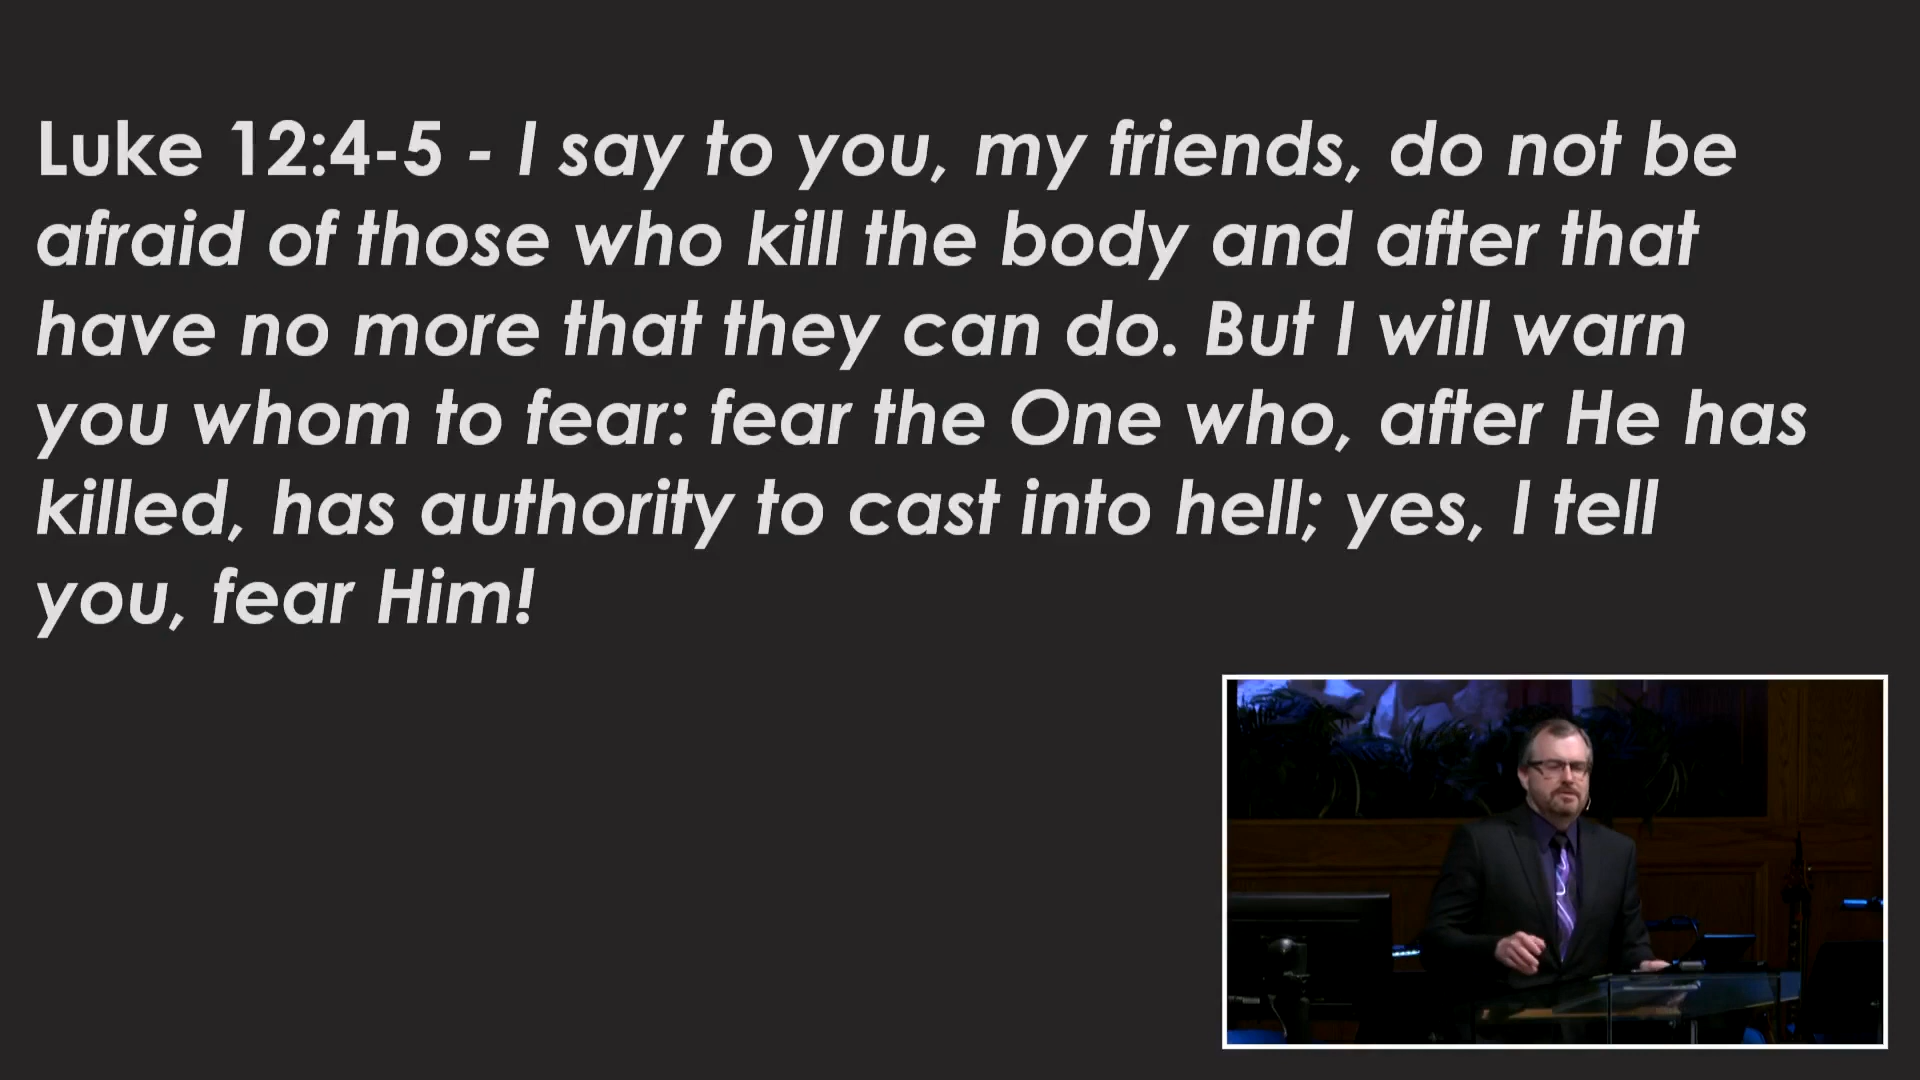 Luke 12:4-5 - I say to you, my friends, do not be
afraid of those who kill the body and after that
have no more that they can do. But I will warn
you whom to fear: fear the One who, after He has
killed, has authority to cast into hell; yes, I tell
you, fear Him!